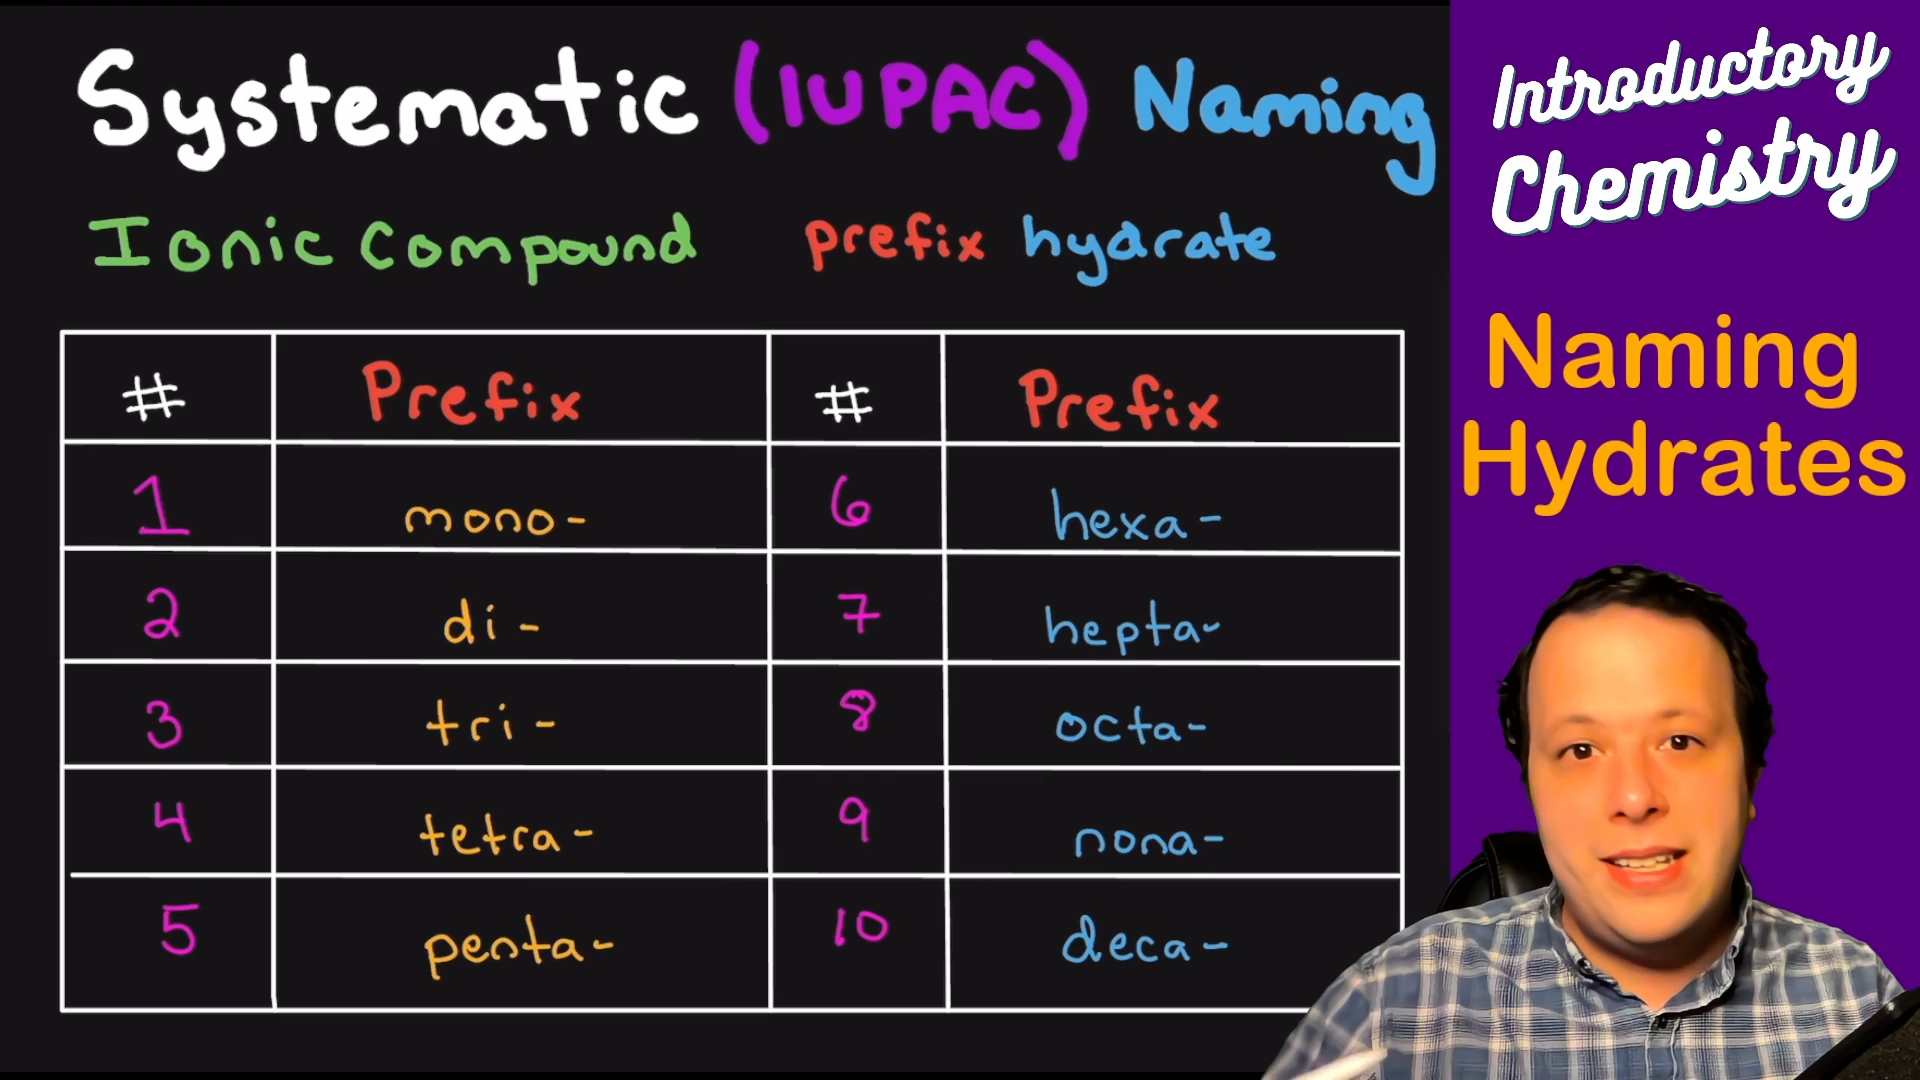 Systematic (IUPAC) Naming
Ionic Compound prefix hydrate
# Prefix # Prefix
1 mono- 6 hexa-
2 di- 7 hepta-
3 tri- 8 octa-
4 tetra- 9 nona-
5 penta- 10 deca-
Introductory
Chemistry
Naming
Hydrates